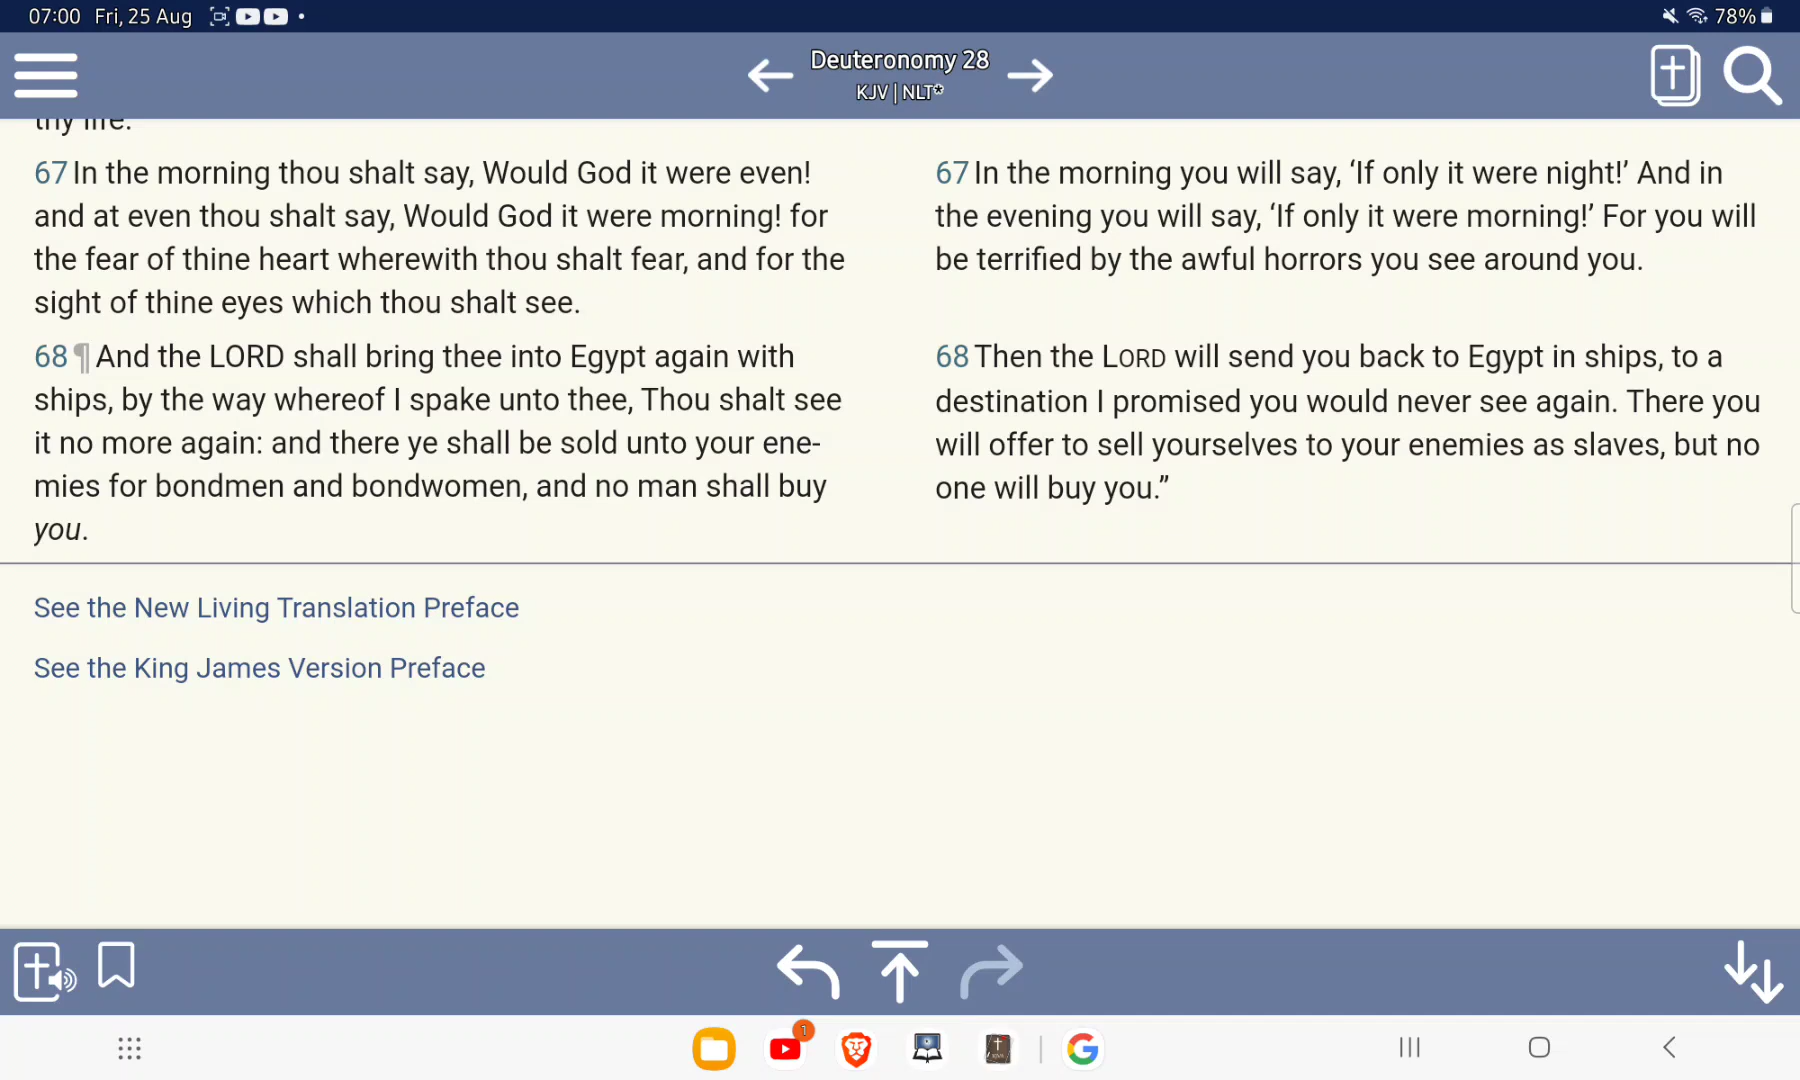 07:00 Fri, 25 Aug
78%
Deuteronomy 28
KJV | NLT*
thy life.
67 In the morning thou shalt say, Would God it were even!
and at even thou shalt say, Would God it were morning! for
the fear of thine heart wherewith thou shalt fear, and for the
sight of thine eyes which thou shalt see.
68 ¶ And the LORD shall bring thee into Egypt again with
ships, by the way whereof I spake unto thee, Thou shalt see
it no more again: and there ye shall be sold unto your ene-
mies for bondmen and bondwomen, and no man shall buy
you.
67 In the morning you will say, ‘If only it were night!’ And in
the evening you will say, ‘If only it were morning!’ For you will
be terrified by the awful horrors you see around you.
68 Then the LORD will send you back to Egypt in ships, to a
destination I promised you would never see again. There you
will offer to sell yourselves to your enemies as slaves, but no
one will buy you.”
See the New Living Translation Preface
See the King James Version Preface
1